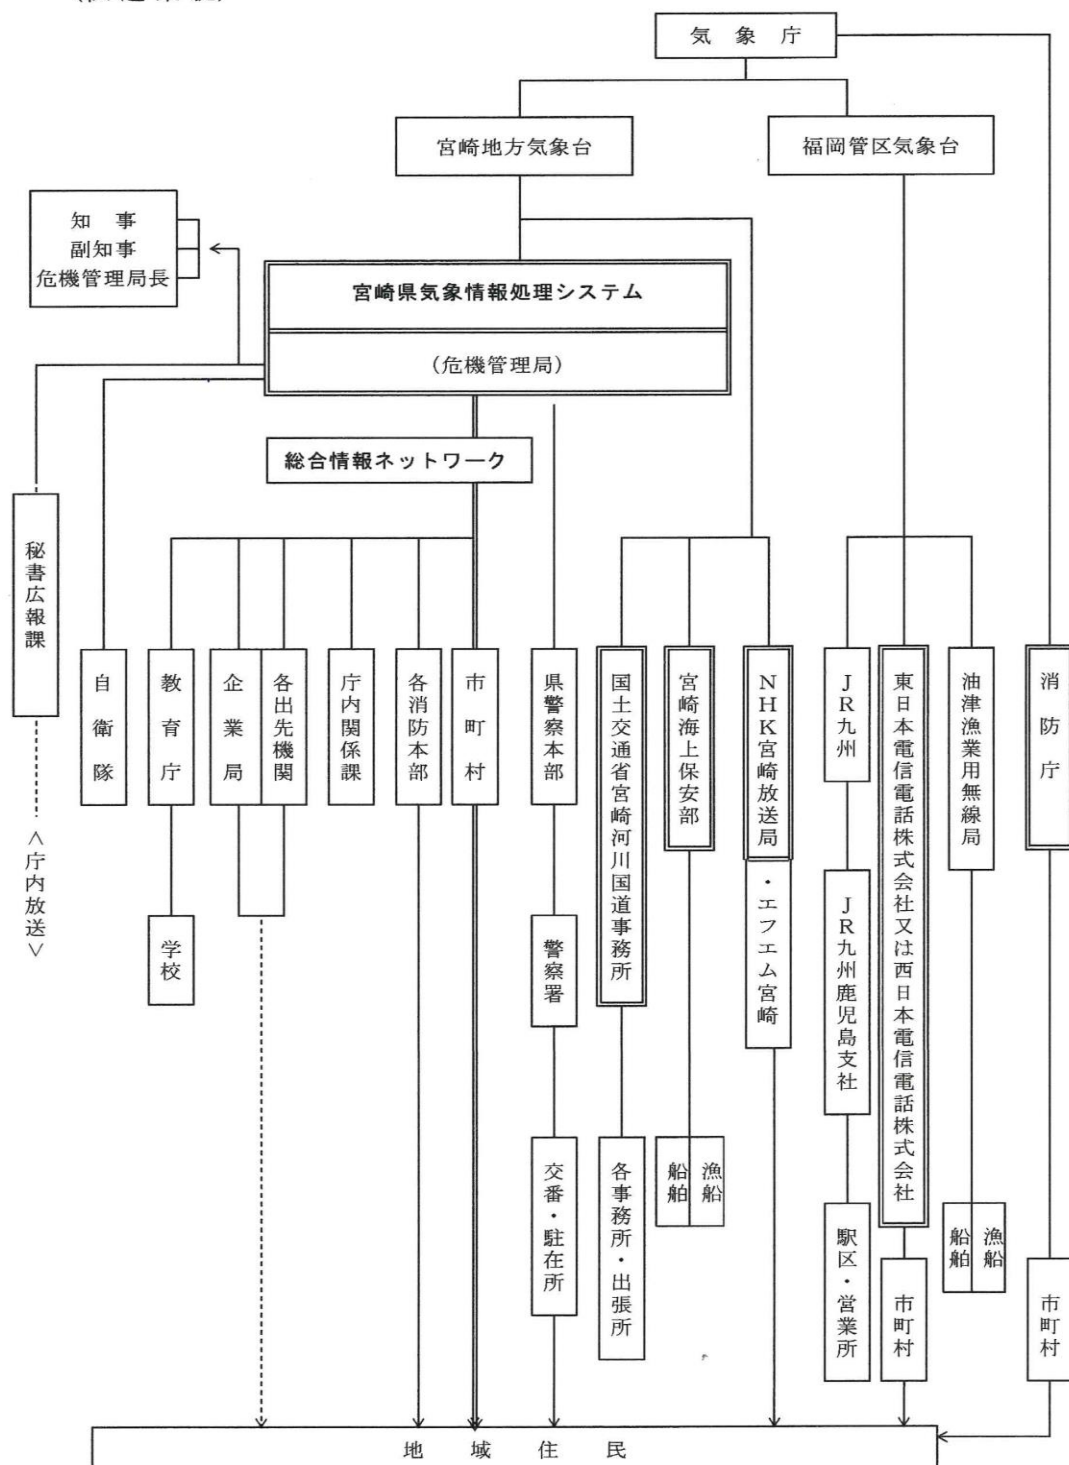 気象庁
宮崎地方気象台
福岡管区気象台
知事
副知事
危機管理局長
宮崎県気象情報処理システム
(危機管理局)
総合情報ネットワーク
秘書広報課
<庁内放送>
自衛隊
教育庁
企業局
各出先機関
庁内関係課
各消防本部
市町村
県警察本部
国土交通省宮崎河川国道事務所
宮崎海上保安部
NHK宮崎放送局
・エフエム宮崎
JR九州
東日本電信電話株式会社又は西日本電信電話株式会社
油津漁業用無線局
消防庁
学校
警察署
JR九州鹿児島支社
交番・駐在所
各事務所・出張所
船舶
漁船
駅区・営業所
市町村
船舶
漁船
市町村
地域住民